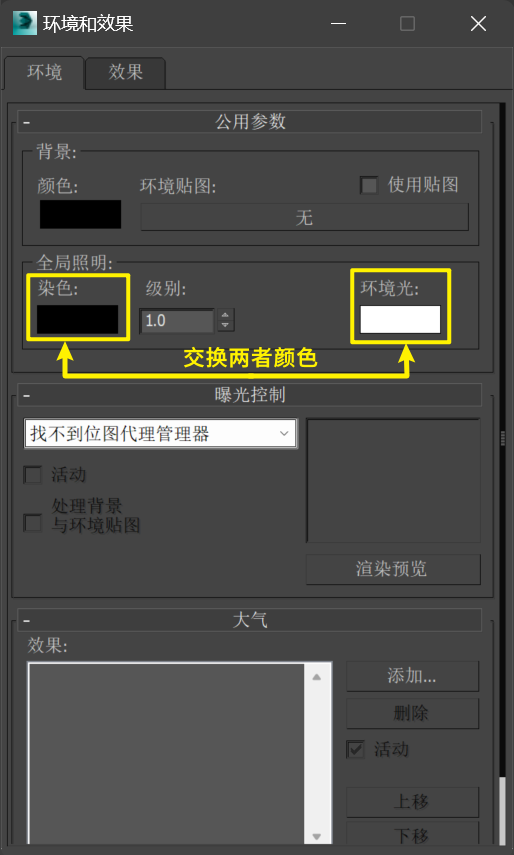 环境和效果
环境 效果
- 公用参数
背景:
颜色: 环境贴图: 使用贴图
无
全局照明:
染色: 级别: 环境光:
1.0
交换两者颜色
- 曝光控制
找不到位图代理管理器
活动
处理背景
与环境贴图
渲染预览
- 大气
效果:
添加...
删除
活动
上移
下移